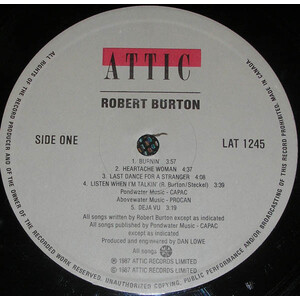 ALL RIGHTS OF THE RECORD PRODUCER AND OF THE OWNER OF THE RECORDED WORK RESERVED. MADE IN CANADA.
ATTIC
ROBERT BURTON
SIDE ONE
LAT 1245
1. BURNIN' 3:57
2. HEARTACHE WOMAN 4:37
3. LAST DANCE FOR A STRANGER 4:08
4. LISTEN WHEN I'M TALKIN' (R. Burton/Steckel) 3:39
Pondwater Music - CAPAC
Abovewater Music - PROCAN
5. DEJA VU 3:19
All songs written by Robert Burton except as indicated
All songs published by Pondwater Music - CAPAC
except as indicated.
Produced and engineered by DAN LOWE
All songs
℗ 1987 ATTIC RECORDS LIMITED
© 1987 ATTIC RECORDS LIMITED
UNAUTHORIZED COPYING, PUBLIC PERFORMANCE AND/OR BROADCASTING OF THIS RECORD PROHIBITED.